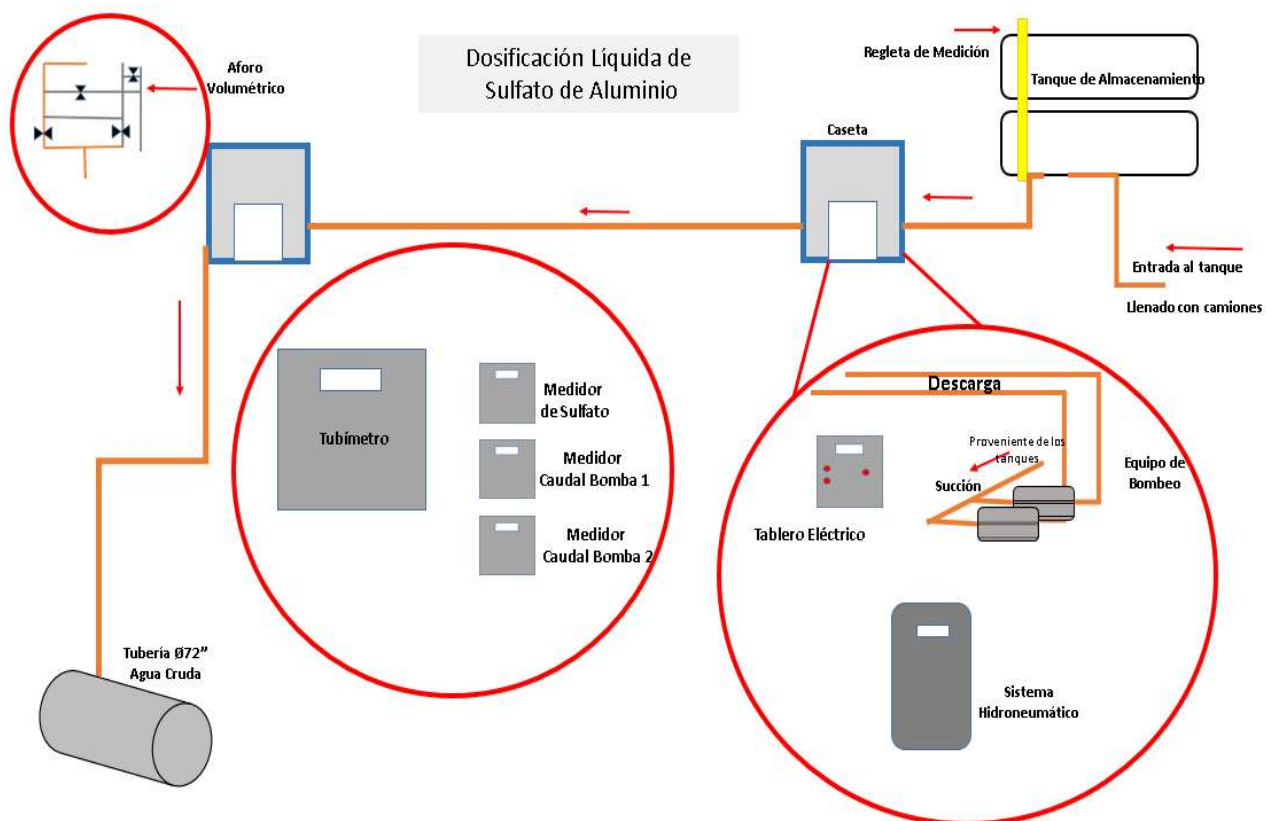 Dosificación Líquida de
Sulfato de Aluminio
Aforo
Volumétrico
Regleta de Medición
Tanque de Almacenamiento
Caseta
Entrada al tanque
Llenado con camiones
Tubímetro
Medidor
de Sulfato
Medidor
Caudal Bomba 1
Medidor
Caudal Bomba 2
Descarga
Proveniente de los
tanques
Succión
Equipo de
Bombeo
Tablero Eléctrico
Sistema
Hidroneumático
Tubería Ø72”
Agua Cruda